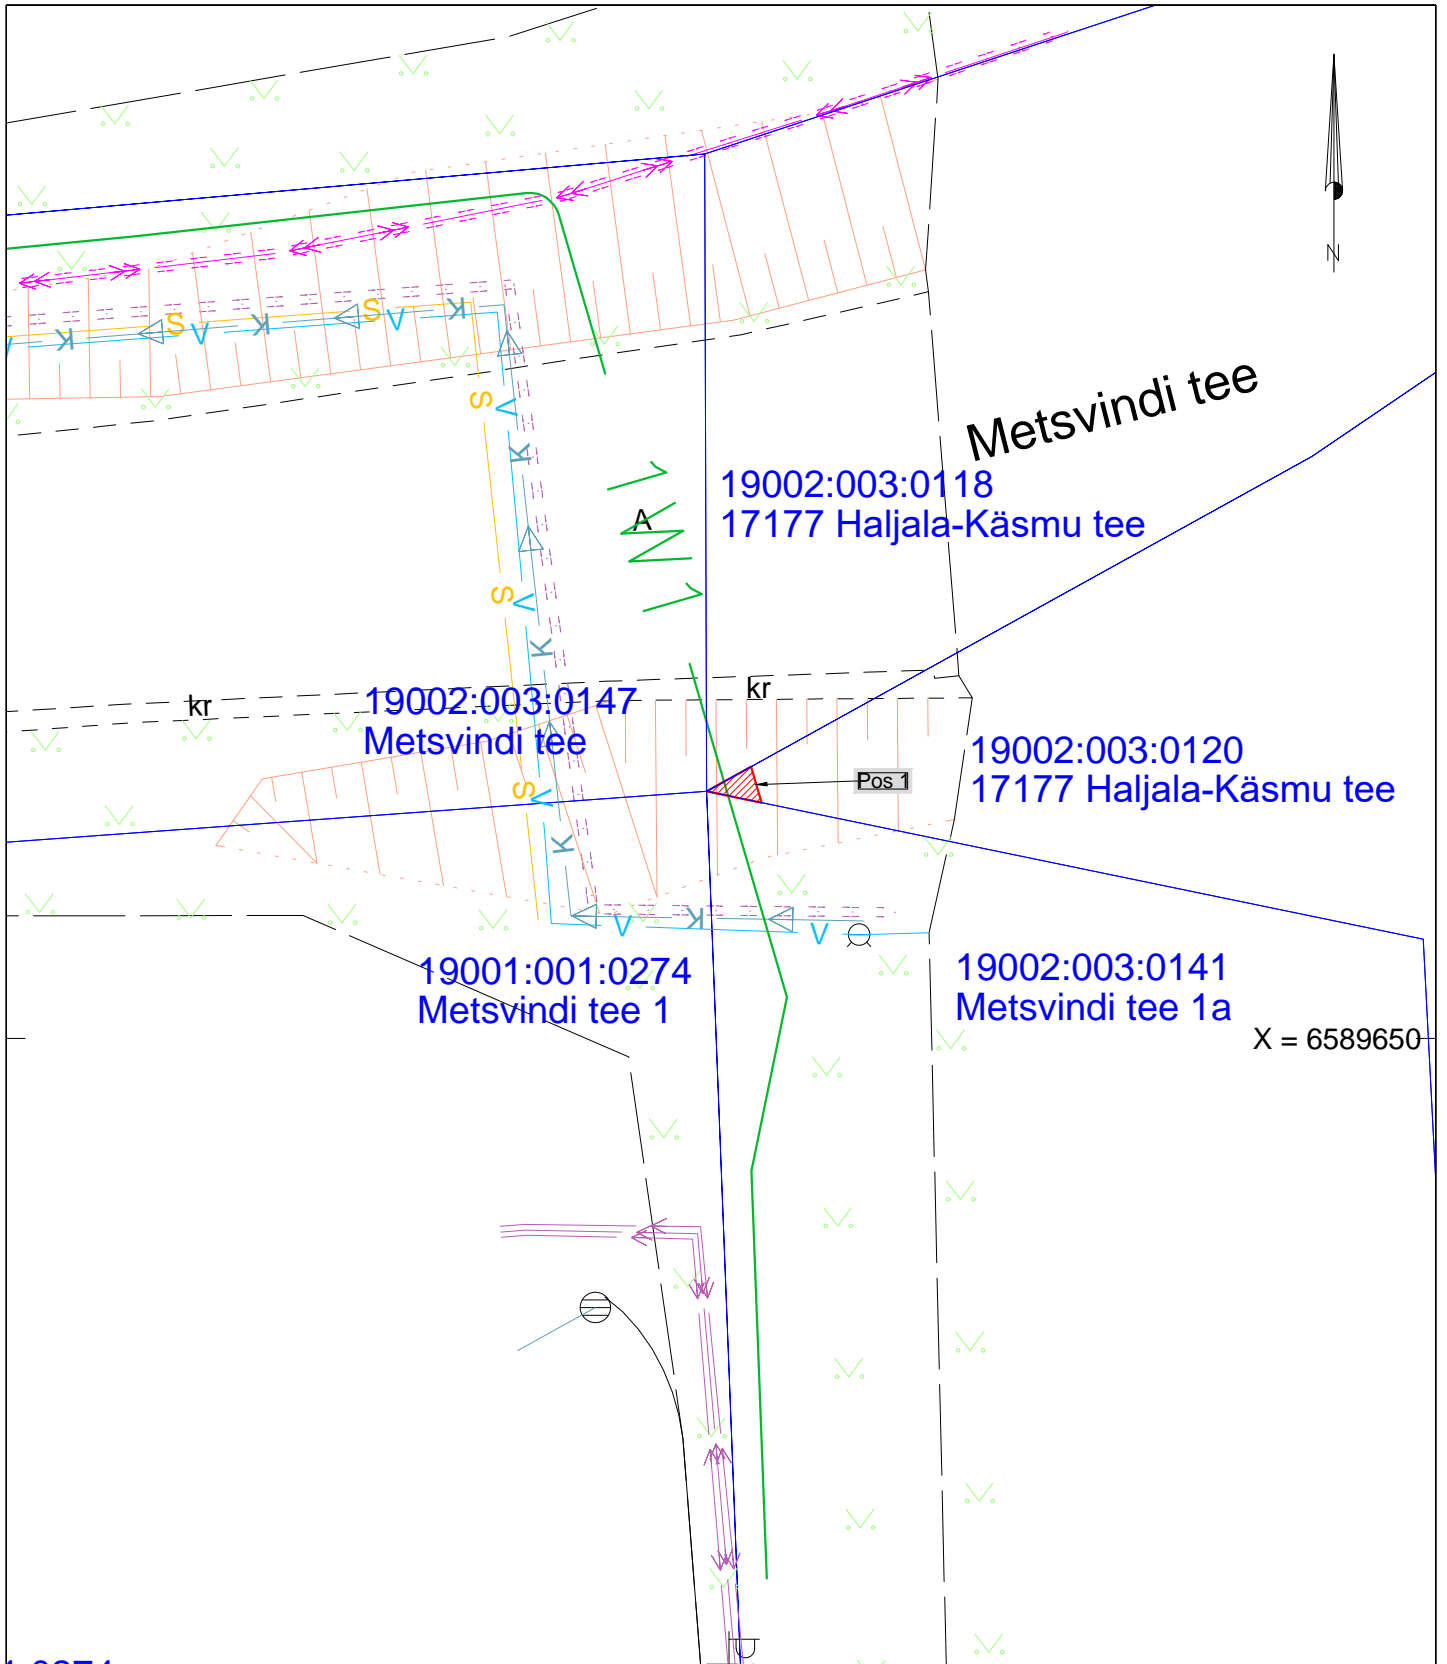 N
S
S
V
K
V
K
V
K
Metsvindi tee
S
V
K
19002:003:0118
17177 Haljala-Käsmu tee
A
S
V
K
kr
19002:003:0147
Metsvindi tee
kr
19002:003:0120
17177 Haljala-Käsmu tee
Pos 1
S
V
K
V
K
V
19001:001:0274
Metsvindi tee 1
19002:003:0141
Metsvindi tee 1a
X = 6589650